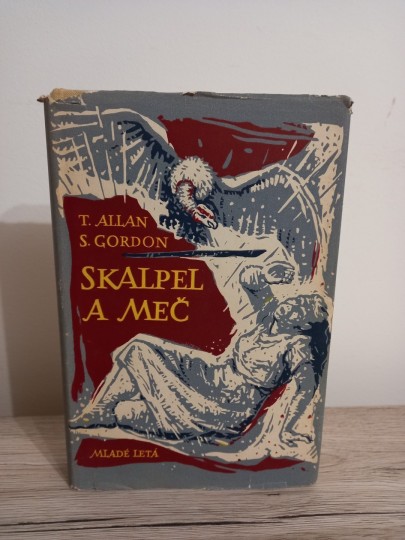 T. ALLAN
S. GORDON
SKALPEL
A MEČ
MLADÉ LETÁ